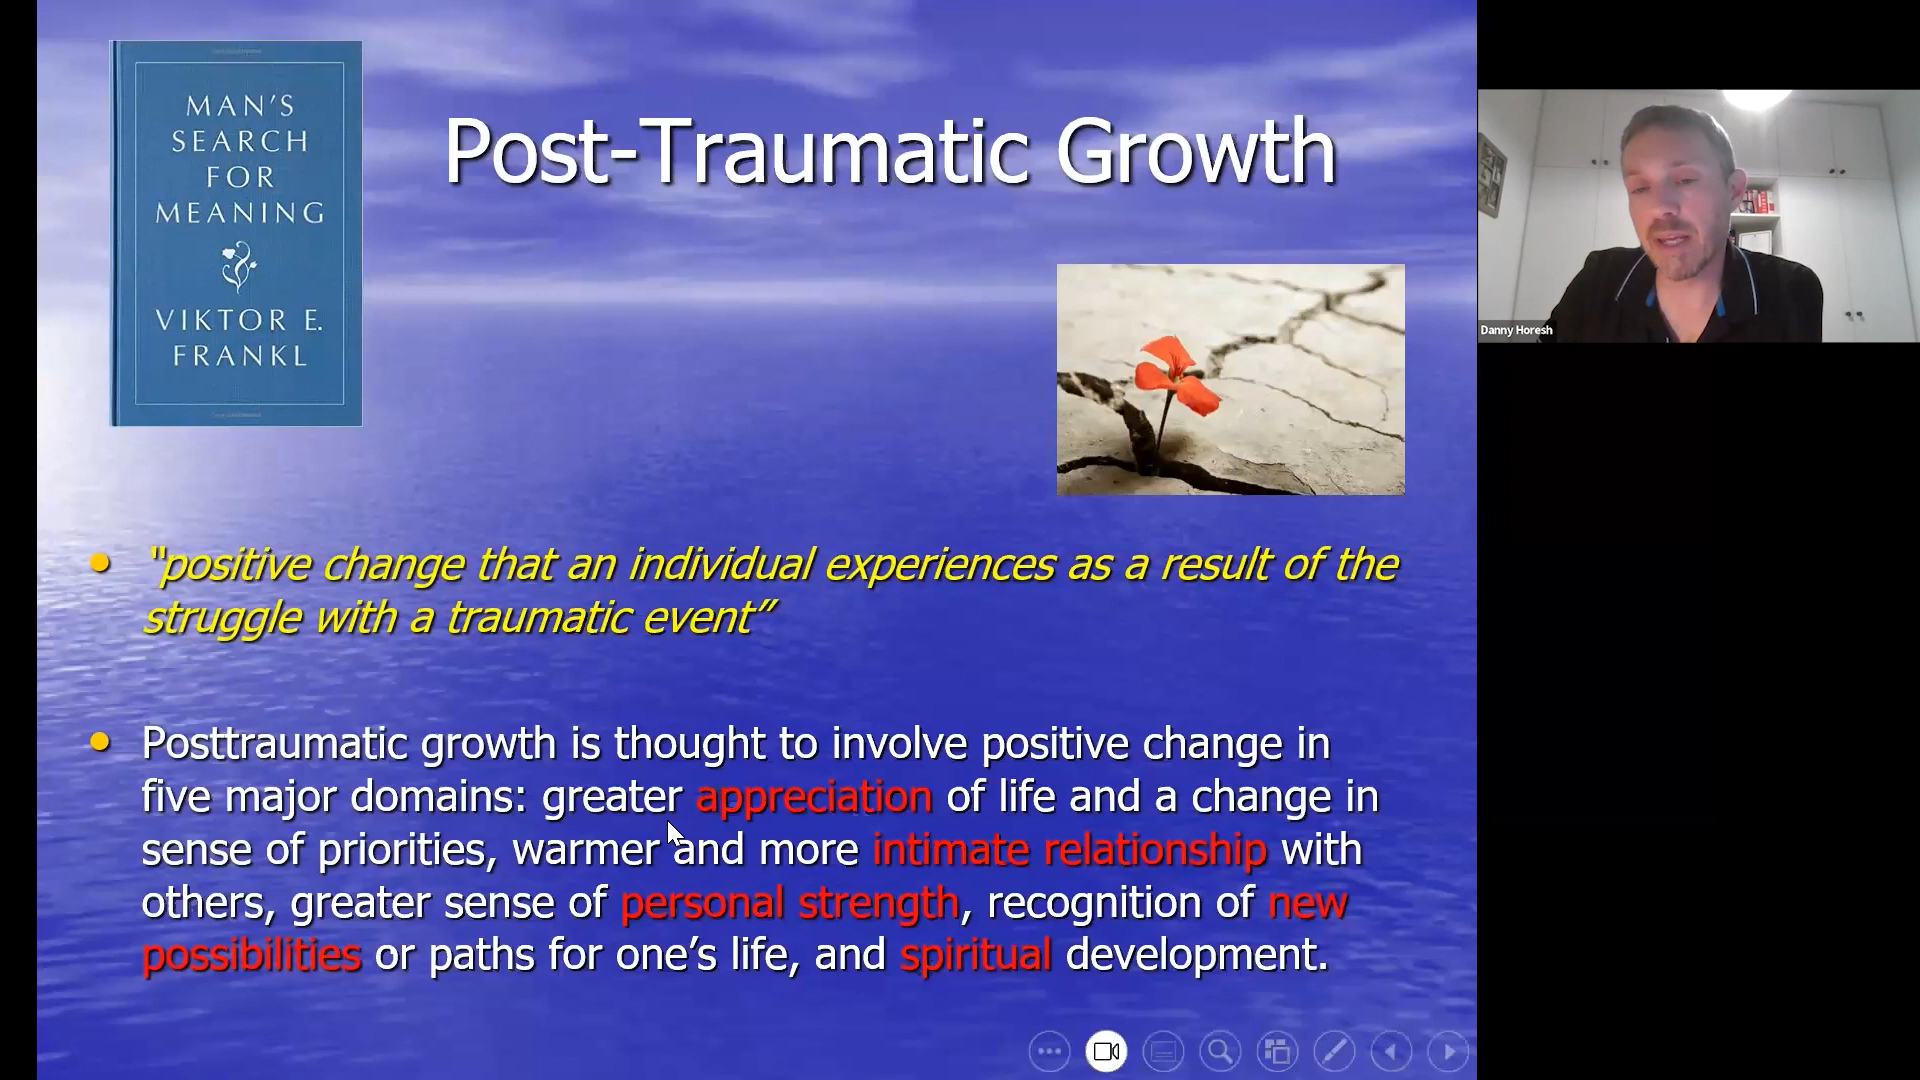 MAN'S
SEARCH
FOR
MEANING
VIKTOR E.
FRANKL
Post-Traumatic Growth
Danny Horesh
“positive change that an individual experiences as a result of the
struggle with a traumatic event”
Posttraumatic growth is thought to involve positive change in
five major domains: greater appreciation of life and a change in
sense of priorities, warmer and more intimate relationship with
others, greater sense of personal strength, recognition of new
possibilities or paths for one’s life, and spiritual development.